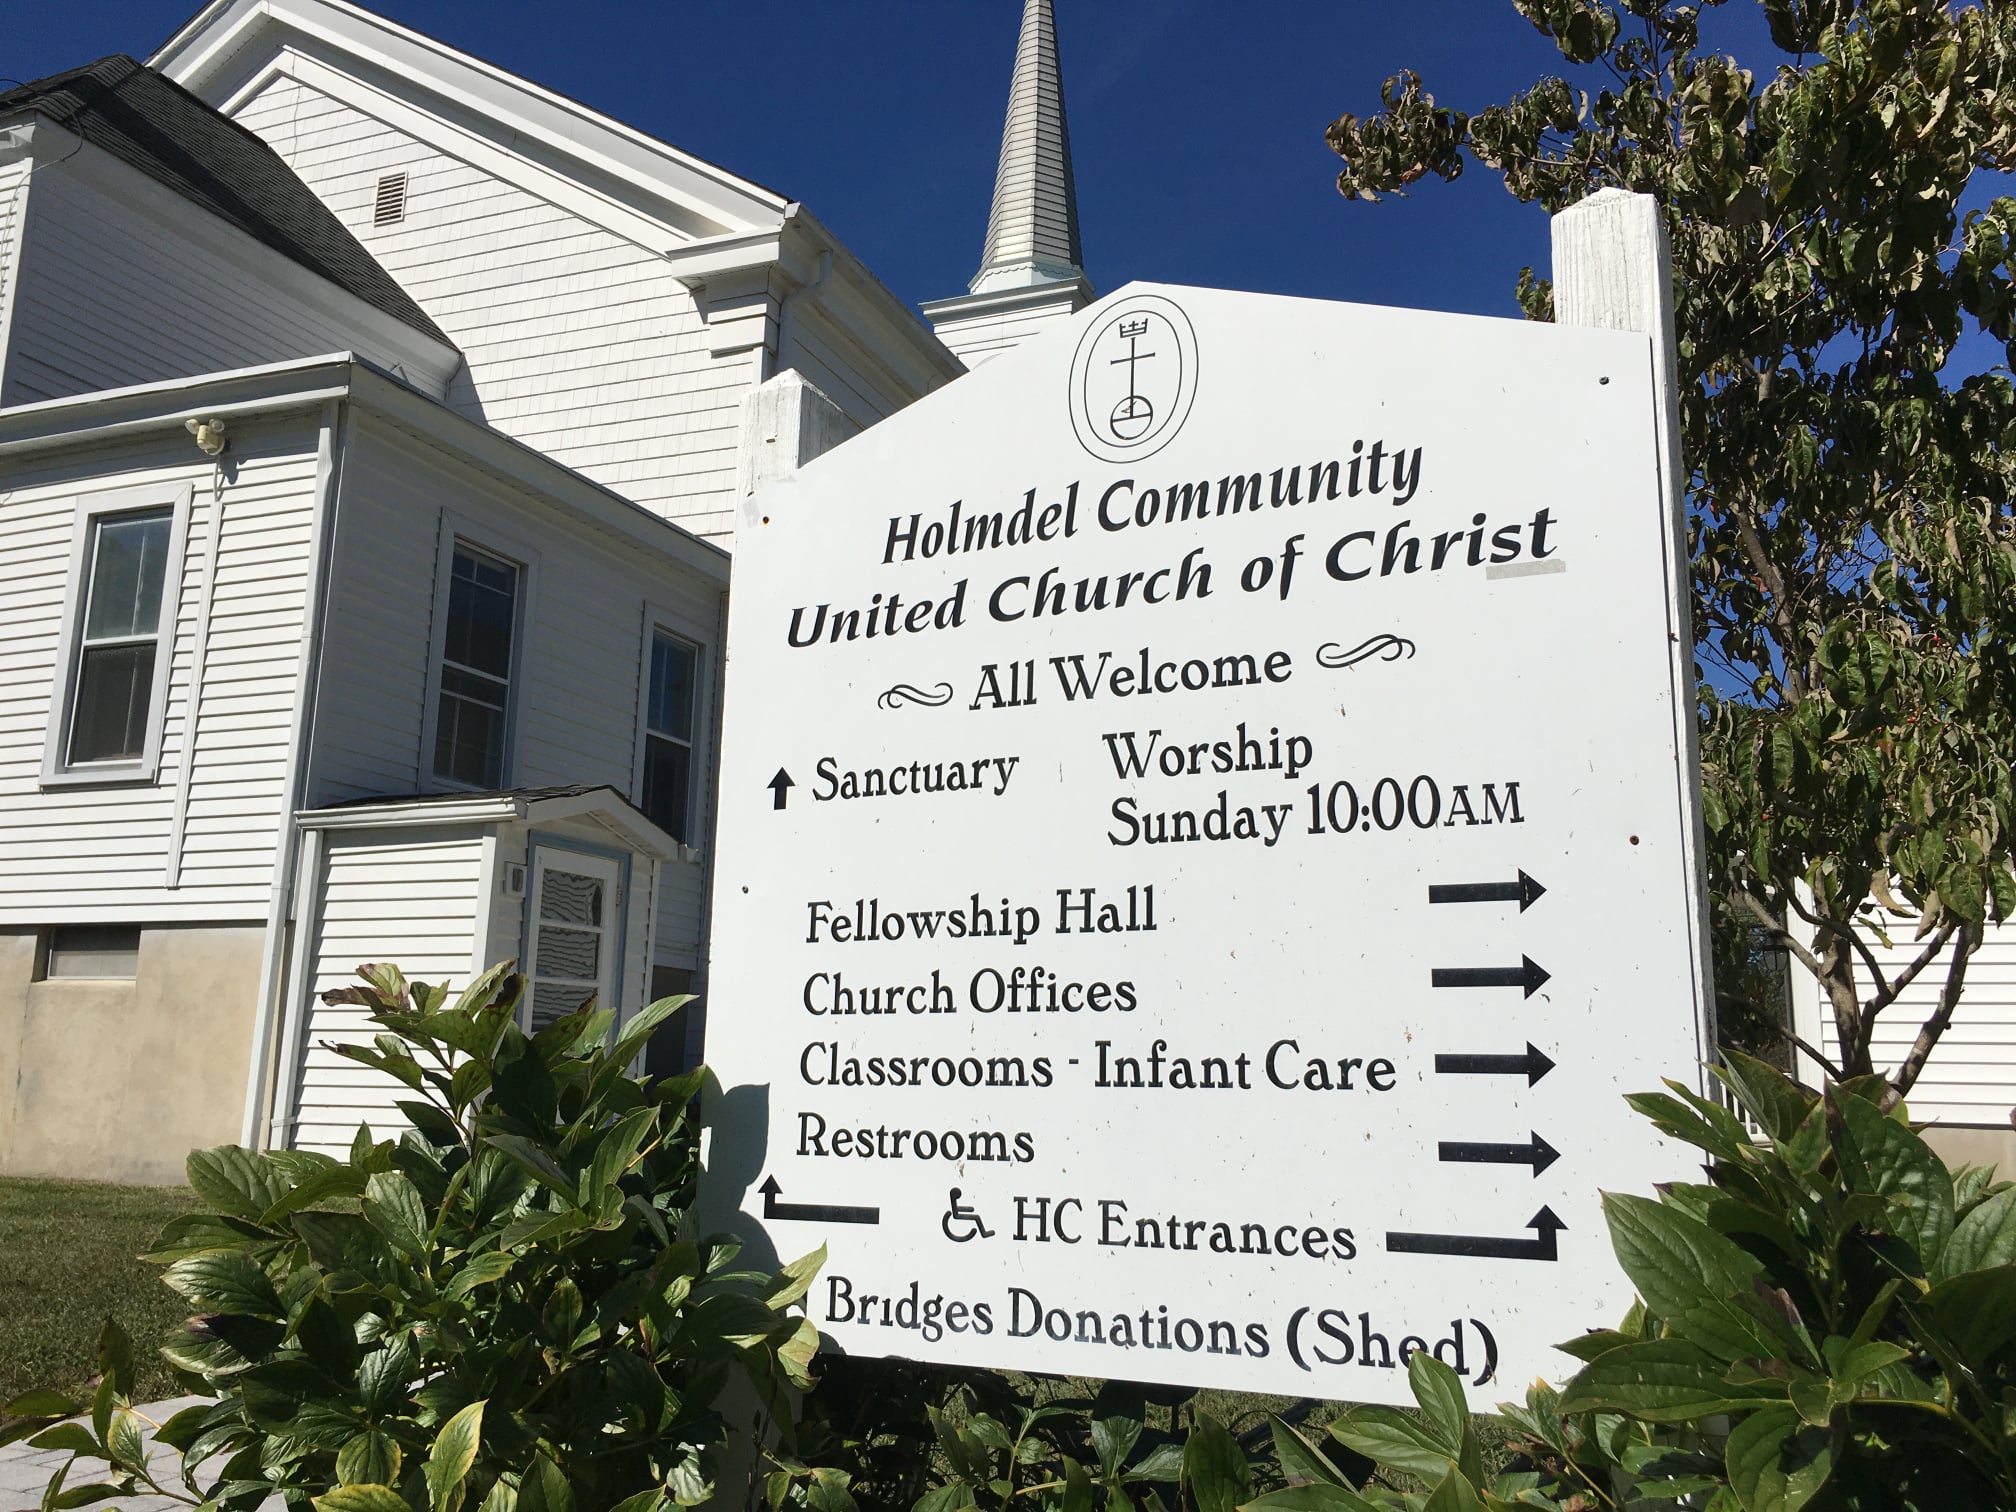 Holmdel Community
United Church of Christ
All Welcome
Sanctuary Worship
Sunday 10:00AM
Fellowship Hall
Church Offices
Classrooms - Infant Care
Restrooms
HC Entrances
Bridges Donations (Shed)